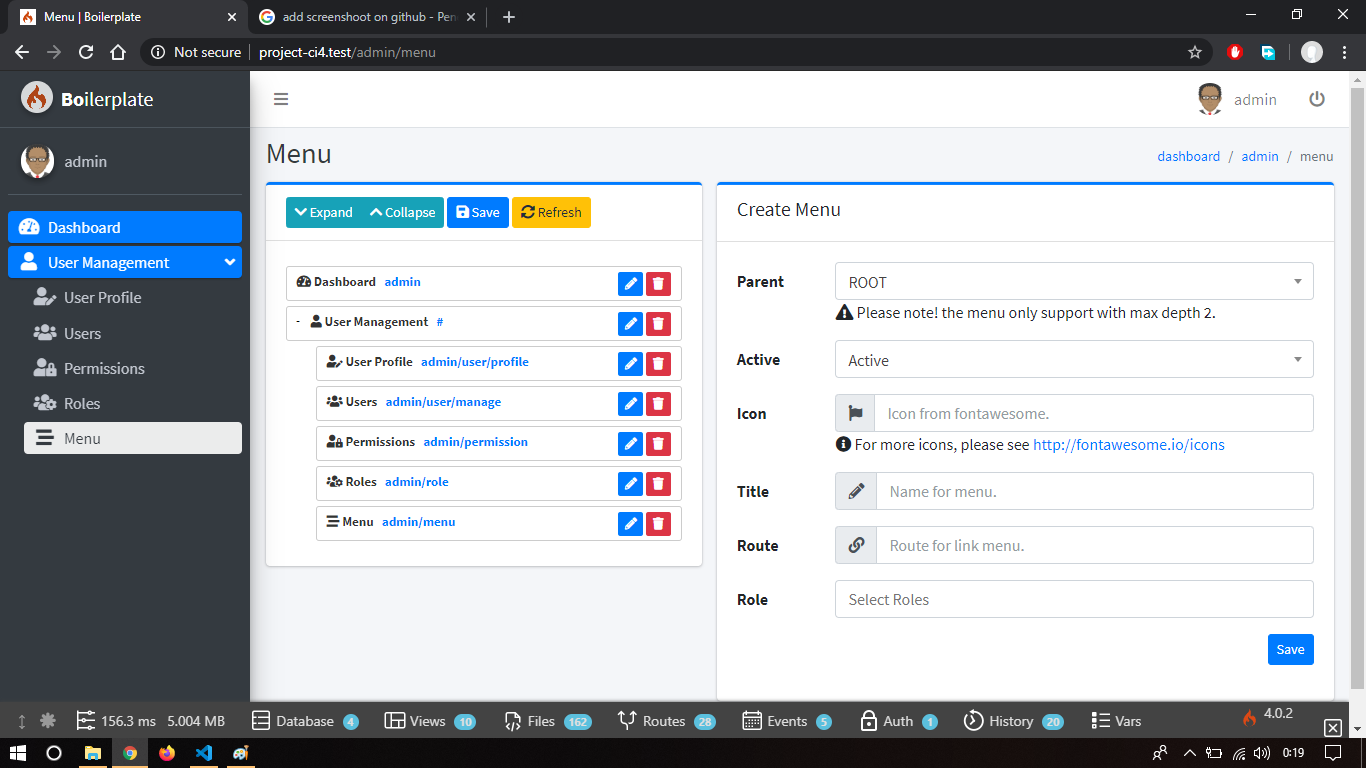 Menu | Boilerplate
add screenshoot on github - Pen
Not secure
project-ci4.test/admin/menu
Boilerplate
admin
Dashboard
User Management
User Profile
Users
Permissions
Roles
Menu
admin
Menu
dashboard / admin / menu
Expand
Collapse
Save
Refresh
Dashboard admin
- User Management #
User Profile admin/user/profile
Users admin/user/manage
Permissions admin/permission
Roles admin/role
Menu admin/menu
Create Menu
Parent
ROOT
Please note! the menu only support with max depth 2.
Active
Active
Icon
Icon from fontawesome.
For more icons, please see http://fontawesome.io/icons
Title
Name for menu.
Route
Route for link menu.
Role
Select Roles
Save
156.3 ms 5.004 MB
Database 4
Views 10
Files 162
Routes 28
Events 5
Auth 1
History 20
Vars
4.0.2
0:19